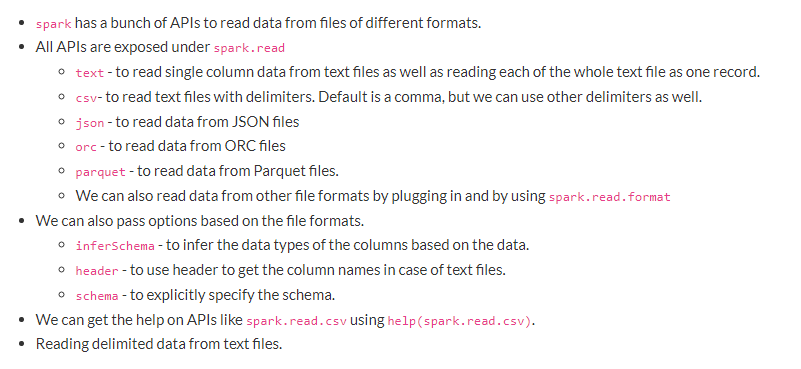 spark has a bunch of APIs to read data from files of different formats.
All APIs are exposed under spark.read
text - to read single column data from text files as well as reading each of the whole text file as one record.
csv- to read text files with delimiters. Default is a comma, but we can use other delimiters as well.
json - to read data from JSON files
orc - to read data from ORC files
parquet - to read data from Parquet files.
We can also read data from other file formats by plugging in and by using spark.read.format
We can also pass options based on the file formats.
inferSchema - to infer the data types of the columns based on the data.
header - to use header to get the column names in case of text files.
schema - to explicitly specify the schema.
We can get the help on APIs like spark.read.csv using help(spark.read.csv).
Reading delimited data from text files.